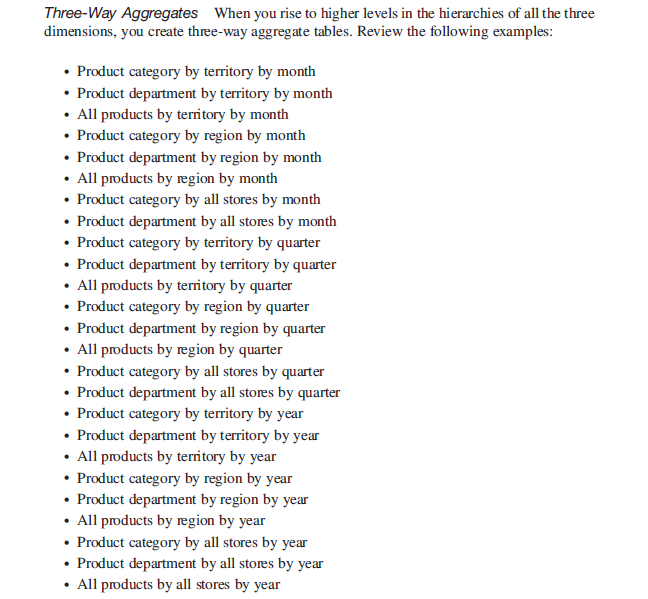 Three-Way Aggregates When you rise to higher levels in the hierarchies of all the three
dimensions, you create three-way aggregate tables. Review the following examples:
• Product category by territory by month
• Product department by territory by month
• All products by territory by month
• Product category by region by month
• Product department by region by month
• All products by region by month
• Product category by all stores by month
• Product department by all stores by month
• Product category by territory by quarter
• Product department by territory by quarter
• All products by territory by quarter
• Product category by region by quarter
• Product department by region by quarter
• All products by region by quarter
• Product category by all stores by quarter
• Product department by all stores by quarter
• Product category by territory by year
• Product department by territory by year
• All products by territory by year
• Product category by region by year
• Product department by region by year
• All products by region by year
• Product category by all stores by year
• Product department by all stores by year
• All products by all stores by year